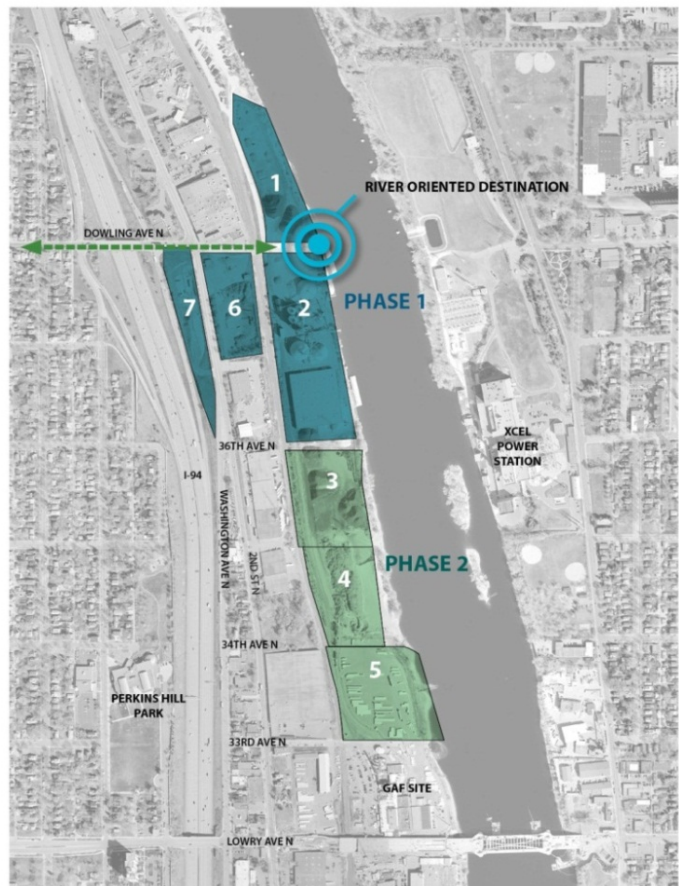 1
RIVER ORIENTED DESTINATION
DOWLING AVE N
7
6
2
PHASE 1
XCEL
POWER
STATION
36TH AVE N
I-94
3
WASHINGTON AVE N
2ND ST N
PHASE 2
4
34TH AVE N
5
PERKINS HILL
PARK
33RD AVE N
GAF SITE
LOWRY AVE N